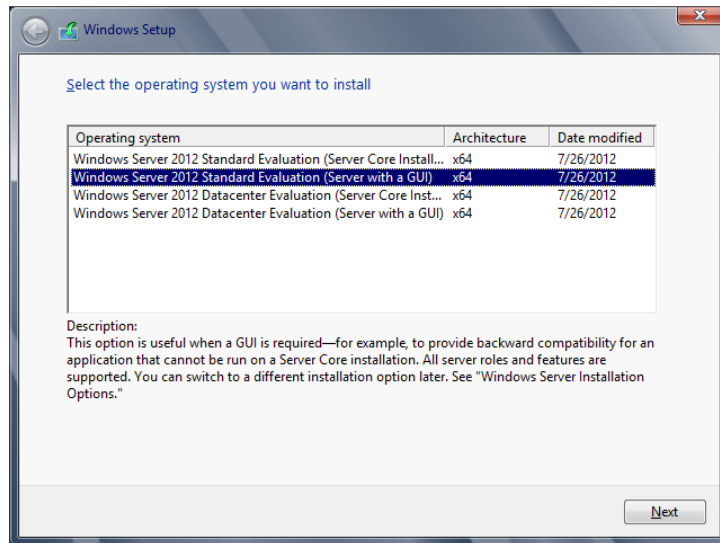 Windows Setup
Select the operating system you want to install
Operating system Architecture Date modified
Windows Server 2012 Standard Evaluation (Server Core Install... x64 7/26/2012
Windows Server 2012 Standard Evaluation (Server with a GUI) x64 7/26/2012
Windows Server 2012 Datacenter Evaluation (Server Core Inst... x64 7/26/2012
Windows Server 2012 Datacenter Evaluation (Server with a GUI) x64 7/26/2012
Description:
This option is useful when a GUI is required—for example, to provide backward compatibility for an
application that cannot be run on a Server Core installation. All server roles and features are
supported. You can switch to a different installation option later. See "Windows Server Installation
Options."
Next